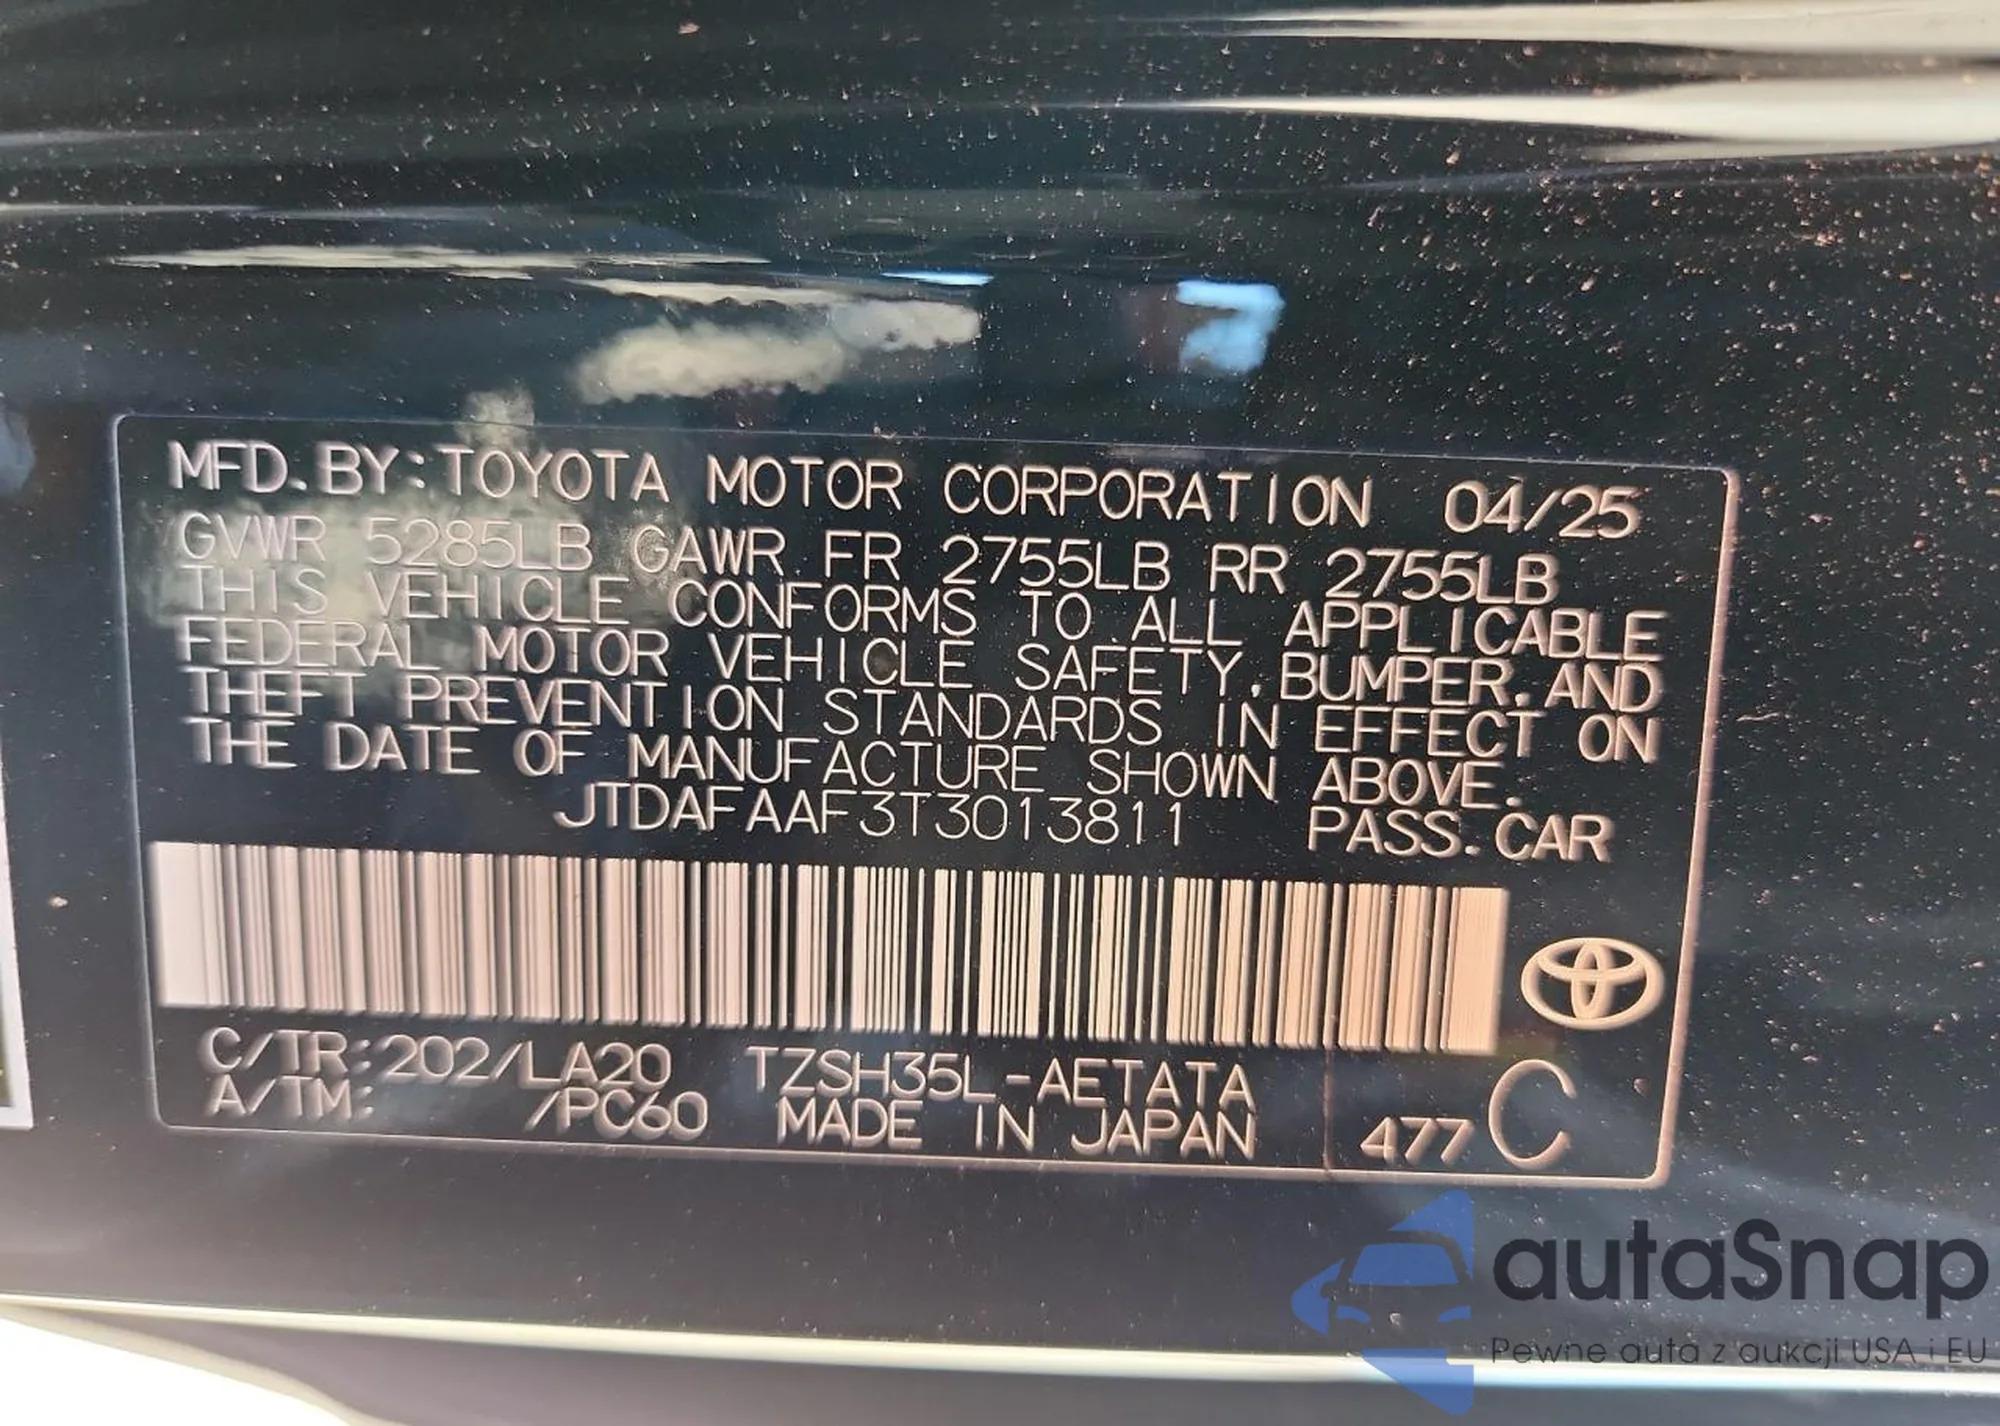 MFD.BY:TOYOTA MOTOR CORPORATION 04/25
GVWR 5285LB GAWR FR 2755LB RR 2755LB
THIS VEHICLE CONFORMS TO ALL APPLICABLE
FEDERAL MOTOR VEHICLE SAFETY,BUMPER,AND
THEFT PREVENTION STANDARDS IN EFFECT ON
THE DATE OF MANUFACTURE SHOWN ABOVE.
JTDAFAAF3T3013811 PASS.CAR
C/TR:202/LA20 TZSH35L-AETATA
A/TM: /PC60 MADE IN JAPAN 477 C
autaSnap
Pewne auta z aukcji USA i EU